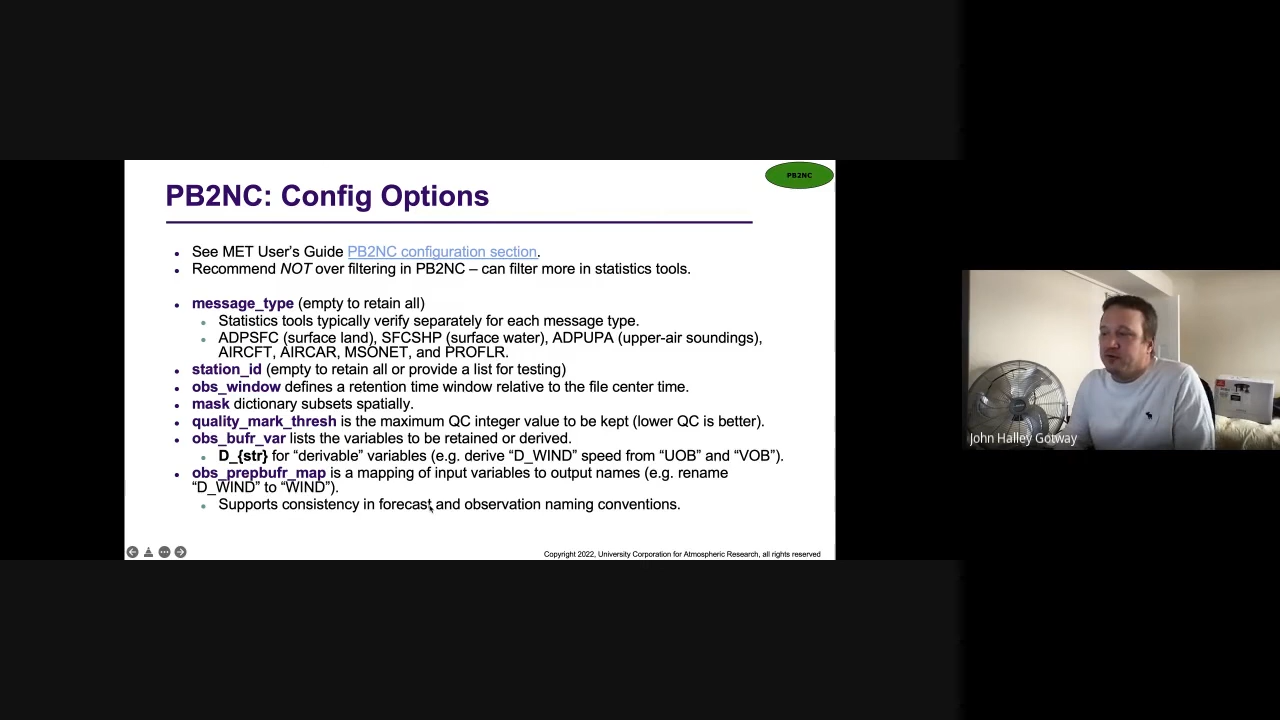 PB2NC
PB2NC: Config Options
See MET User's Guide PB2NC configuration section.
Recommend NOT over filtering in PB2NC – can filter more in statistics tools.
message_type (empty to retain all)
Statistics tools typically verify separately for each message type.
ADPSFC (surface land), SFCSHP (surface water), ADPUPA (upper-air soundings),
AIRCFT, AIRCAR, MSONET, and PROFLR.
station_id (empty to retain all or provide a list for testing)
obs_window defines a retention time window relative to the file center time.
mask dictionary subsets spatially.
quality_mark_thresh is the maximum QC integer value to be kept (lower QC is better).
obs_bufr_var lists the variables to be retained or derived.
D_{str} for “derivable” variables (e.g. derive “D_WIND” speed from “UOB” and “VOB”).
obs_prepbufr_map is a mapping of input variables to output names (e.g. rename
“D_WIND” to “WIND”).
Supports consistency in forecast and observation naming conventions.
Copyright 2022, University Corporation for Atmospheric Research, all rights reserved
John Halley Gotway